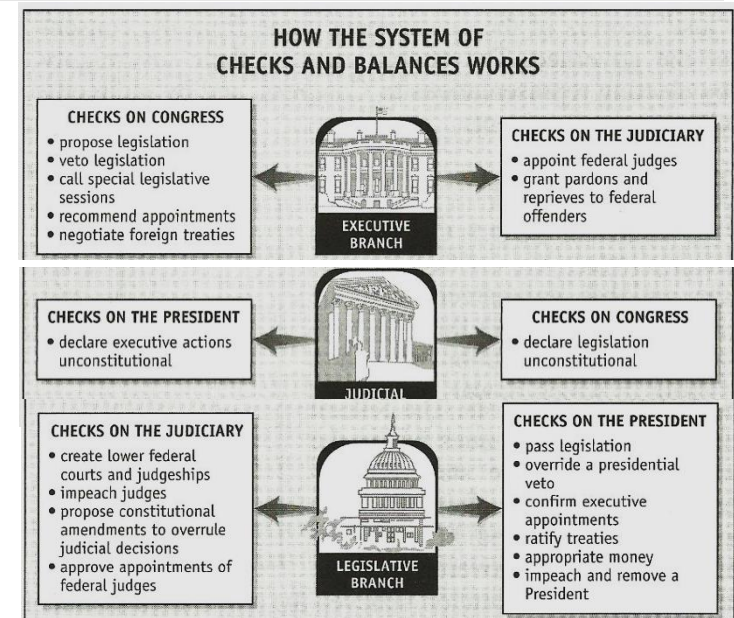 HOW THE SYSTEM OF
CHECKS AND BALANCES WORKS
CHECKS ON CONGRESS
• propose legislation
• veto legislation
• call special legislative
sessions
• recommend appointments
• negotiate foreign treaties
EXECUTIVE
BRANCH
CHECKS ON THE JUDICIARY
• appoint federal judges
• grant pardons and
reprieves to federal
offenders
CHECKS ON THE PRESIDENT
• declare executive actions
unconstitutional
JUDICIAL
CHECKS ON CONGRESS
• declare legislation
unconstitutional
CHECKS ON THE JUDICIARY
• create lower federal
courts and judgeships
• impeach judges
• propose constitutional
amendments to overrule
judicial decisions
• approve appointments of
federal judges
LEGISLATIVE
BRANCH
CHECKS ON THE PRESIDENT
• pass legislation
• override a presidential
veto
• confirm executive
appointments
• ratify treaties
• appropriate money
• impeach and remove a
President